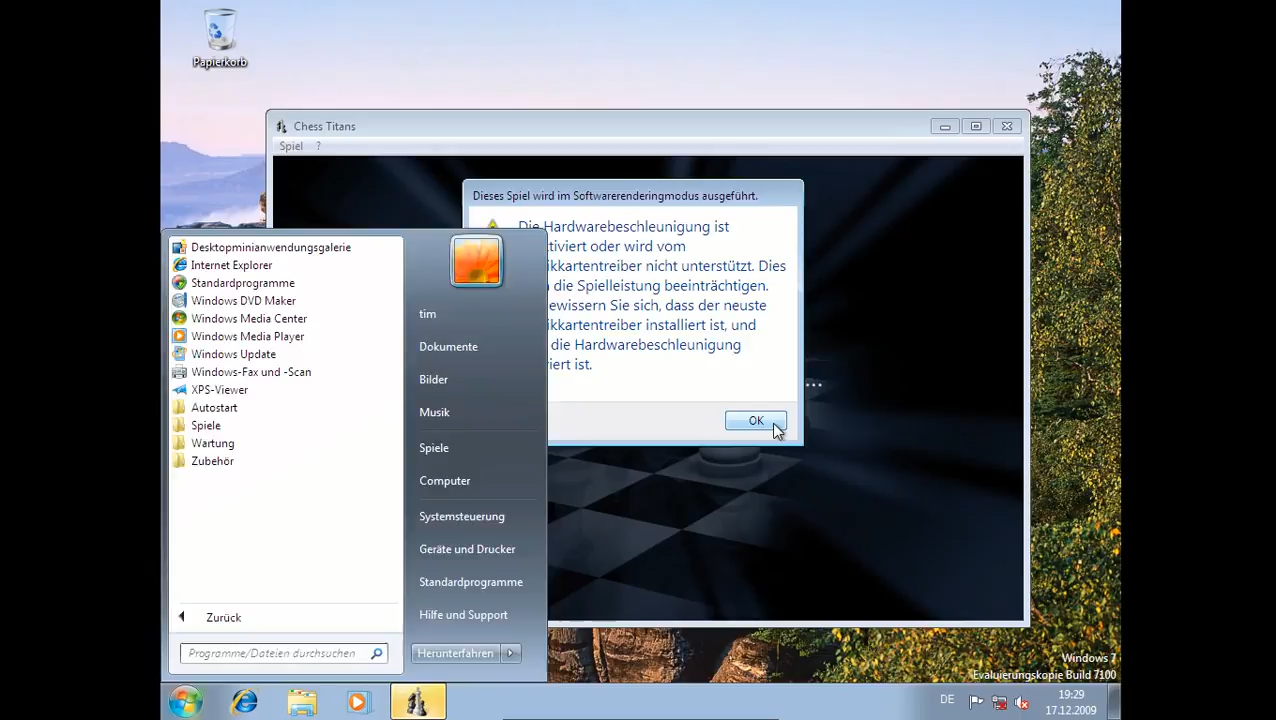 Papierkorb
Chess Titans
Spiel ?
Dieses Spiel wird im Softwarerenderingmodus ausgeführt.
Die Hardwarebeschleunigung ist
ktiviert oder wird vom
ikkartentreiber nicht unterstützt. Dies
die Spielleistung beeinträchtigen.
ewissern Sie sich, dass der neuste
ikkartentreiber installiert ist, und
die Hardwarebeschleunigung
viert ist.
...
OK
Desktopminianwendungsgalerie
Internet Explorer
Standardprogramme
Windows DVD Maker
Windows Media Center
Windows Media Player
Windows Update
Windows-Fax und -Scan
XPS-Viewer
Autostart
Spiele
Wartung
Zubehör
Zurück
Programme/Dateien durchsuchen
tim
Dokumente
Bilder
Musik
Spiele
Computer
Systemsteuerung
Geräte und Drucker
Standardprogramme
Hilfe und Support
Herunterfahren
Windows 7
Evaluierungskopie Build 7100
DE
19:29
17.12.2009